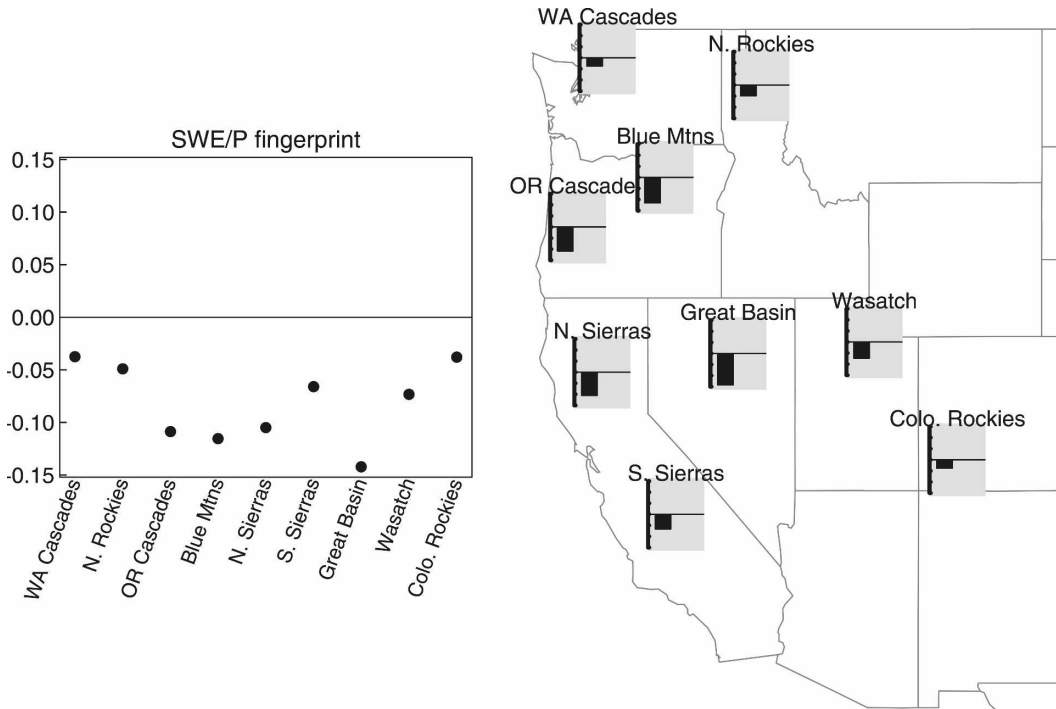 SWE/P fingerprint
0.15
0.10
0.05
0.00
-0.05
-0.10
-0.15
WA Cascades
N. Rockies
OR Cascades
Blue Mtns
N. Sierras
S. Sierras
Great Basin
Wasatch
Colo. Rockies
WA Cascades
N. Rockies
Blue Mtns
OR Cascade
Great Basin
Wasatch
N. Sierras
Colo. Rockies
S. Sierras